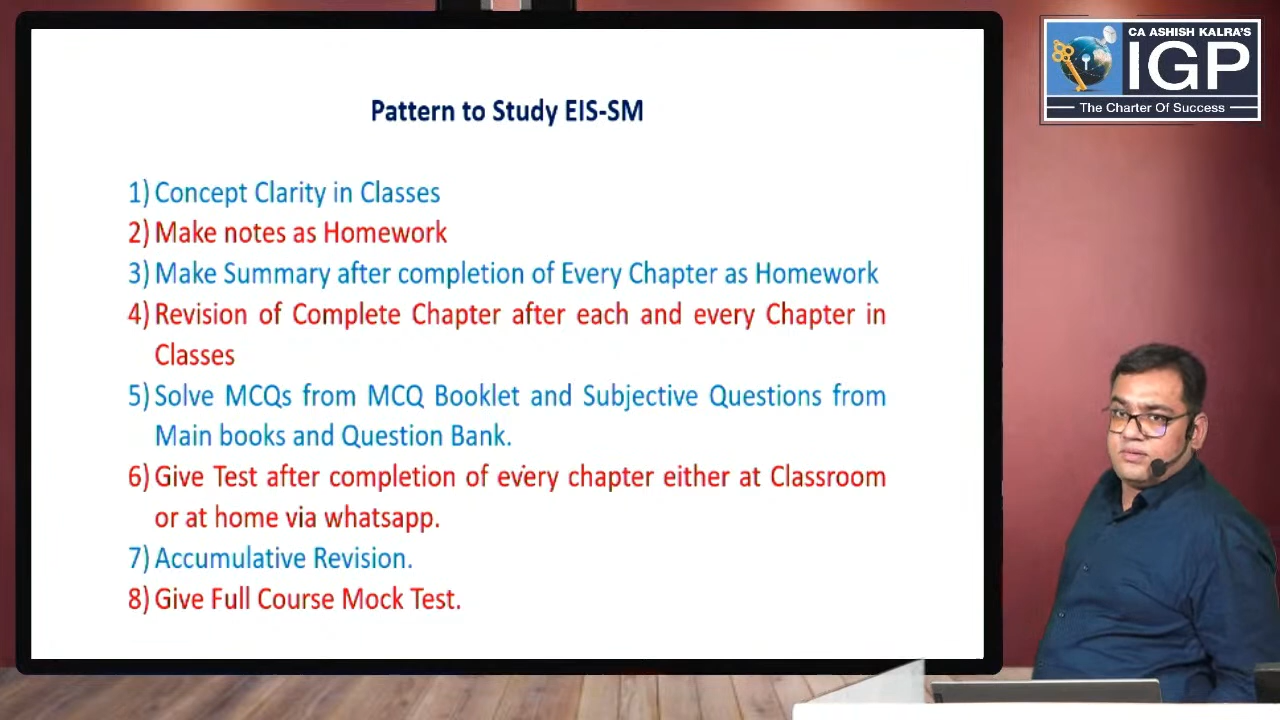 CA ASHISH KALRA'S
IGP
The Charter Of Success
Pattern to Study EIS-SM
1) Concept Clarity in Classes
2) Make notes as Homework
3) Make Summary after completion of Every Chapter as Homework
4) Revision of Complete Chapter after each and every Chapter in
Classes
5) Solve MCQs from MCQ Booklet and Subjective Questions from
Main books and Question Bank.
6) Give Test after completion of every chapter either at Classroom
or at home via whatsapp.
7) Accumulative Revision.
8) Give Full Course Mock Test.